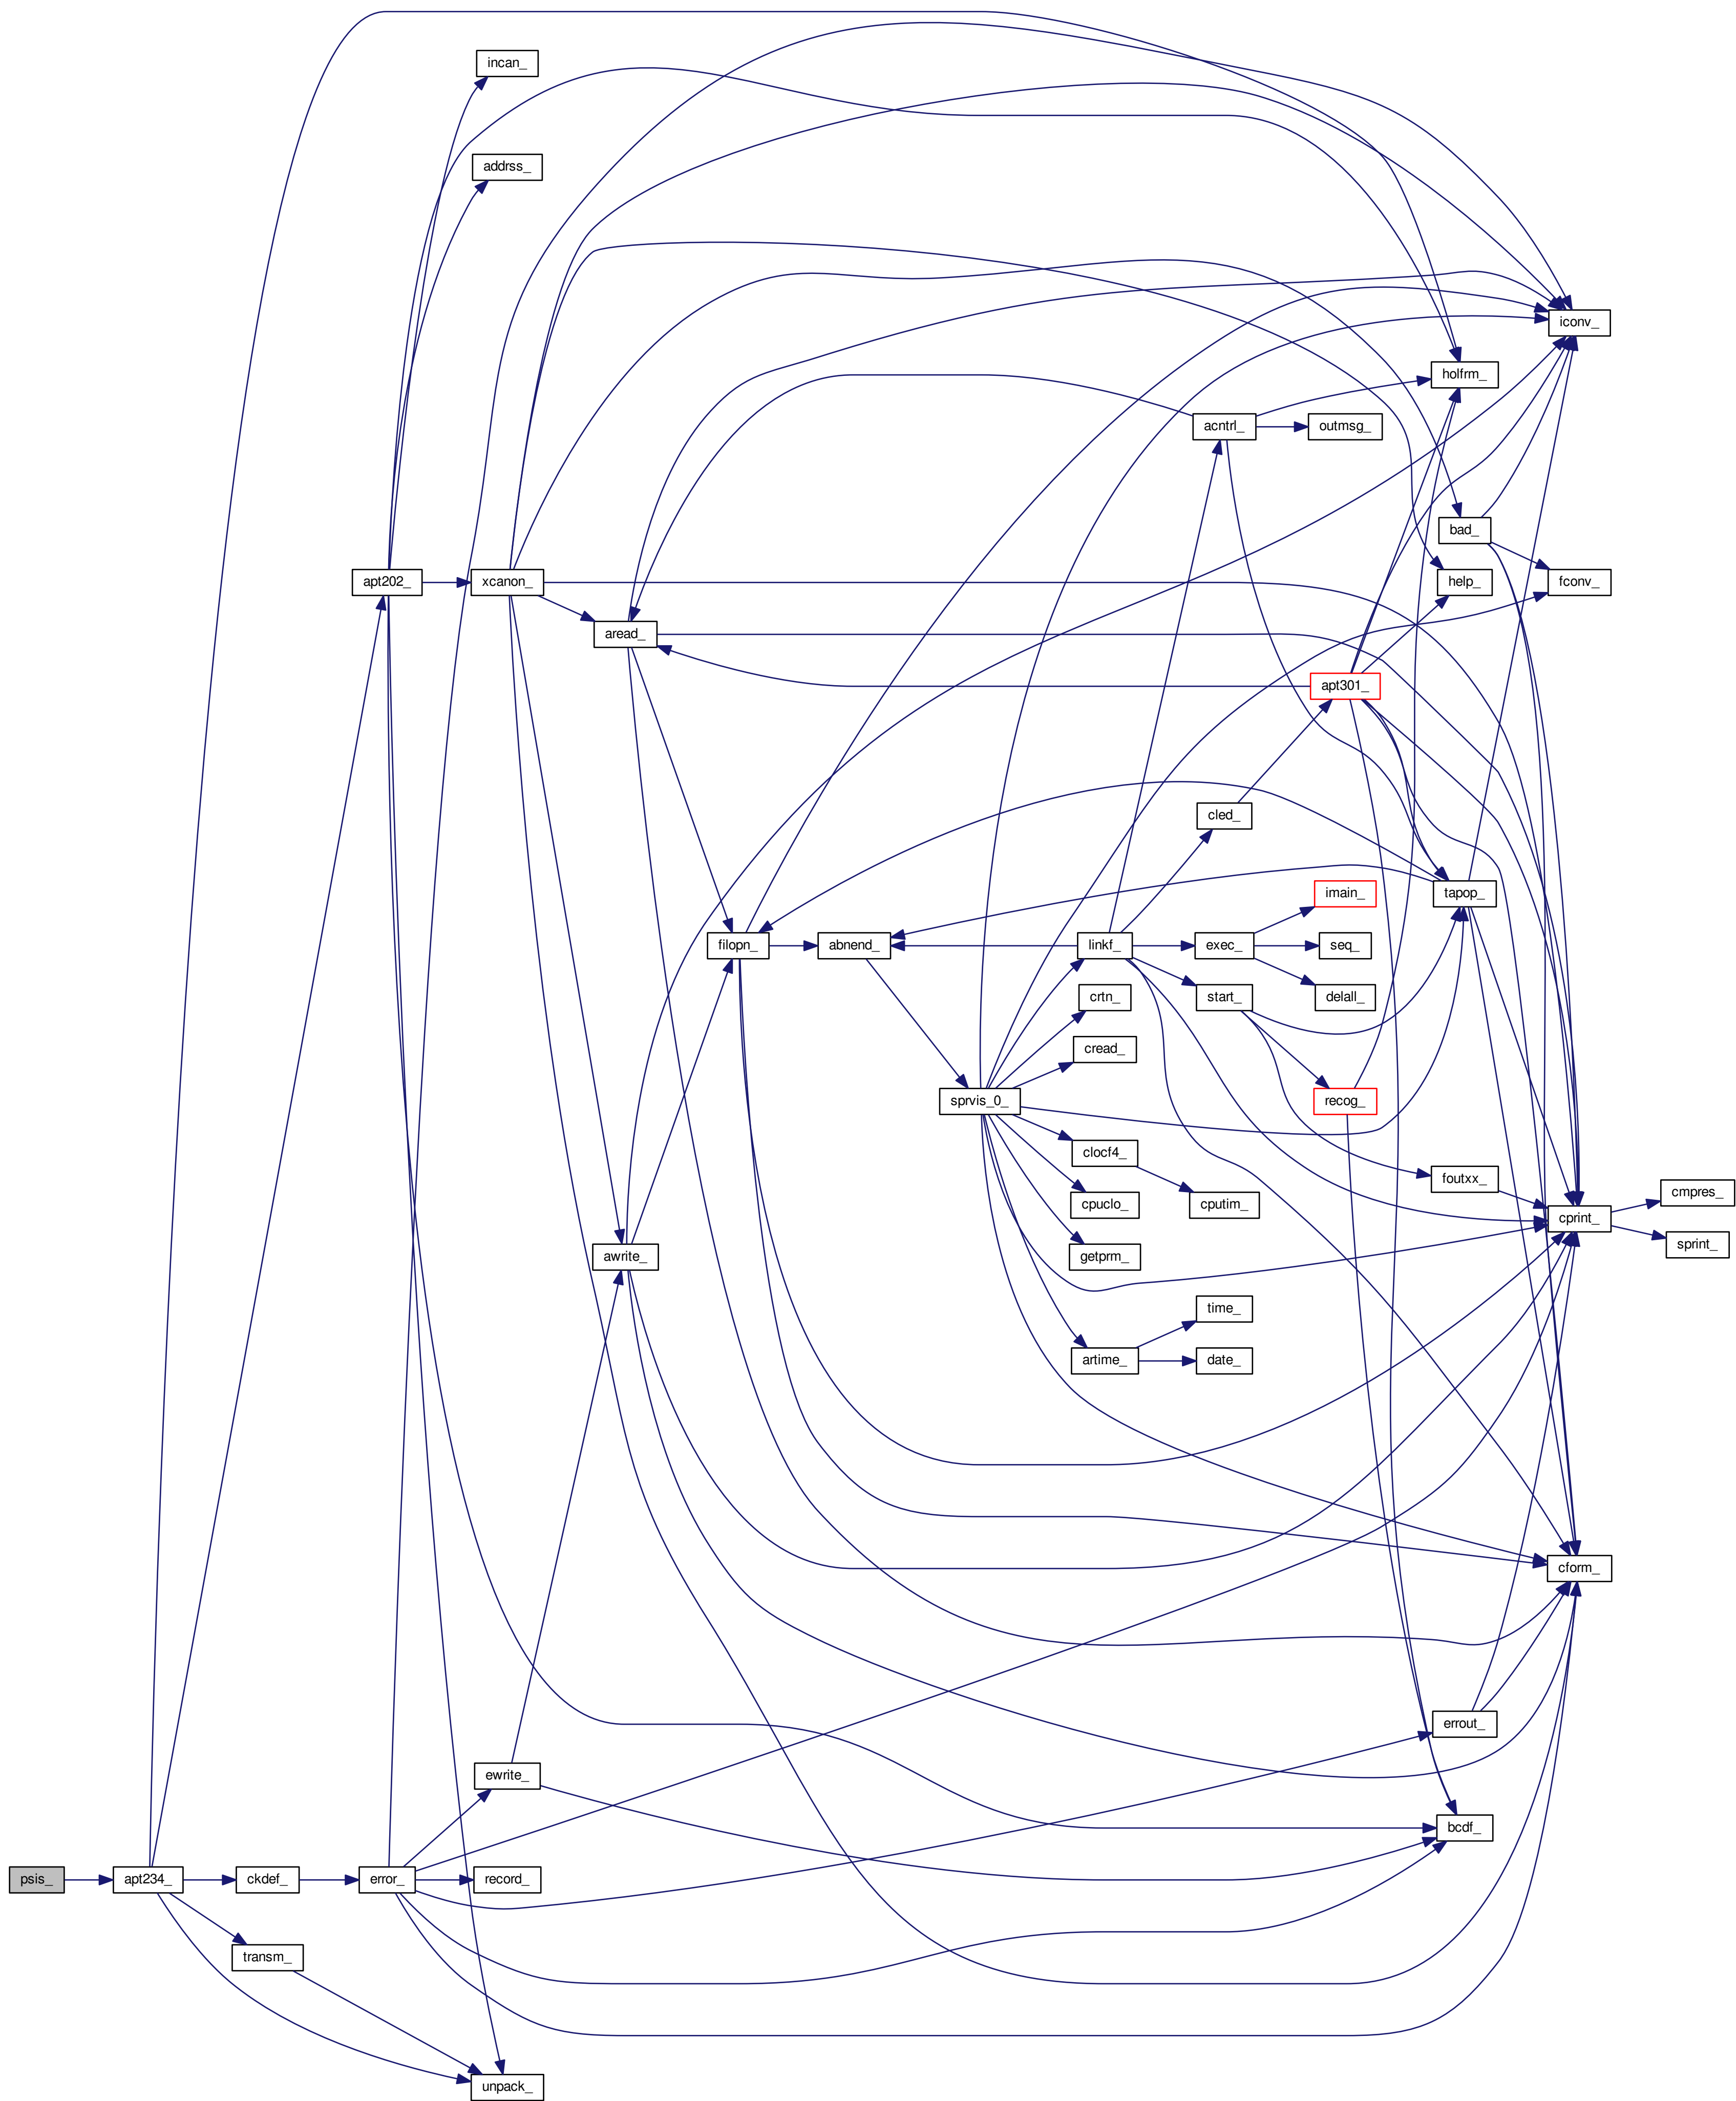 incan_
addrss_
iconv_
holfrm_
acntrl_
outmsg_
bad_
apt202_
xcanon_
help_
fconv_
aread_
apt301_
cled_
imain_
tapop_
filopn_
abnend_
linkf_
exec_
seq_
crtn_
start_
delall_
cread_
sprvis_0_
recog_
clocf4_
foutxx_
cmpres_
cpuclo_
cputim_
cprint_
sprint_
awrite_
getprm_
time_
artime_
date_
cform_
errout_
ewrite_
bcdf_
psis_
apt234_
ckdef_
error_
record_
transm_
unpack_